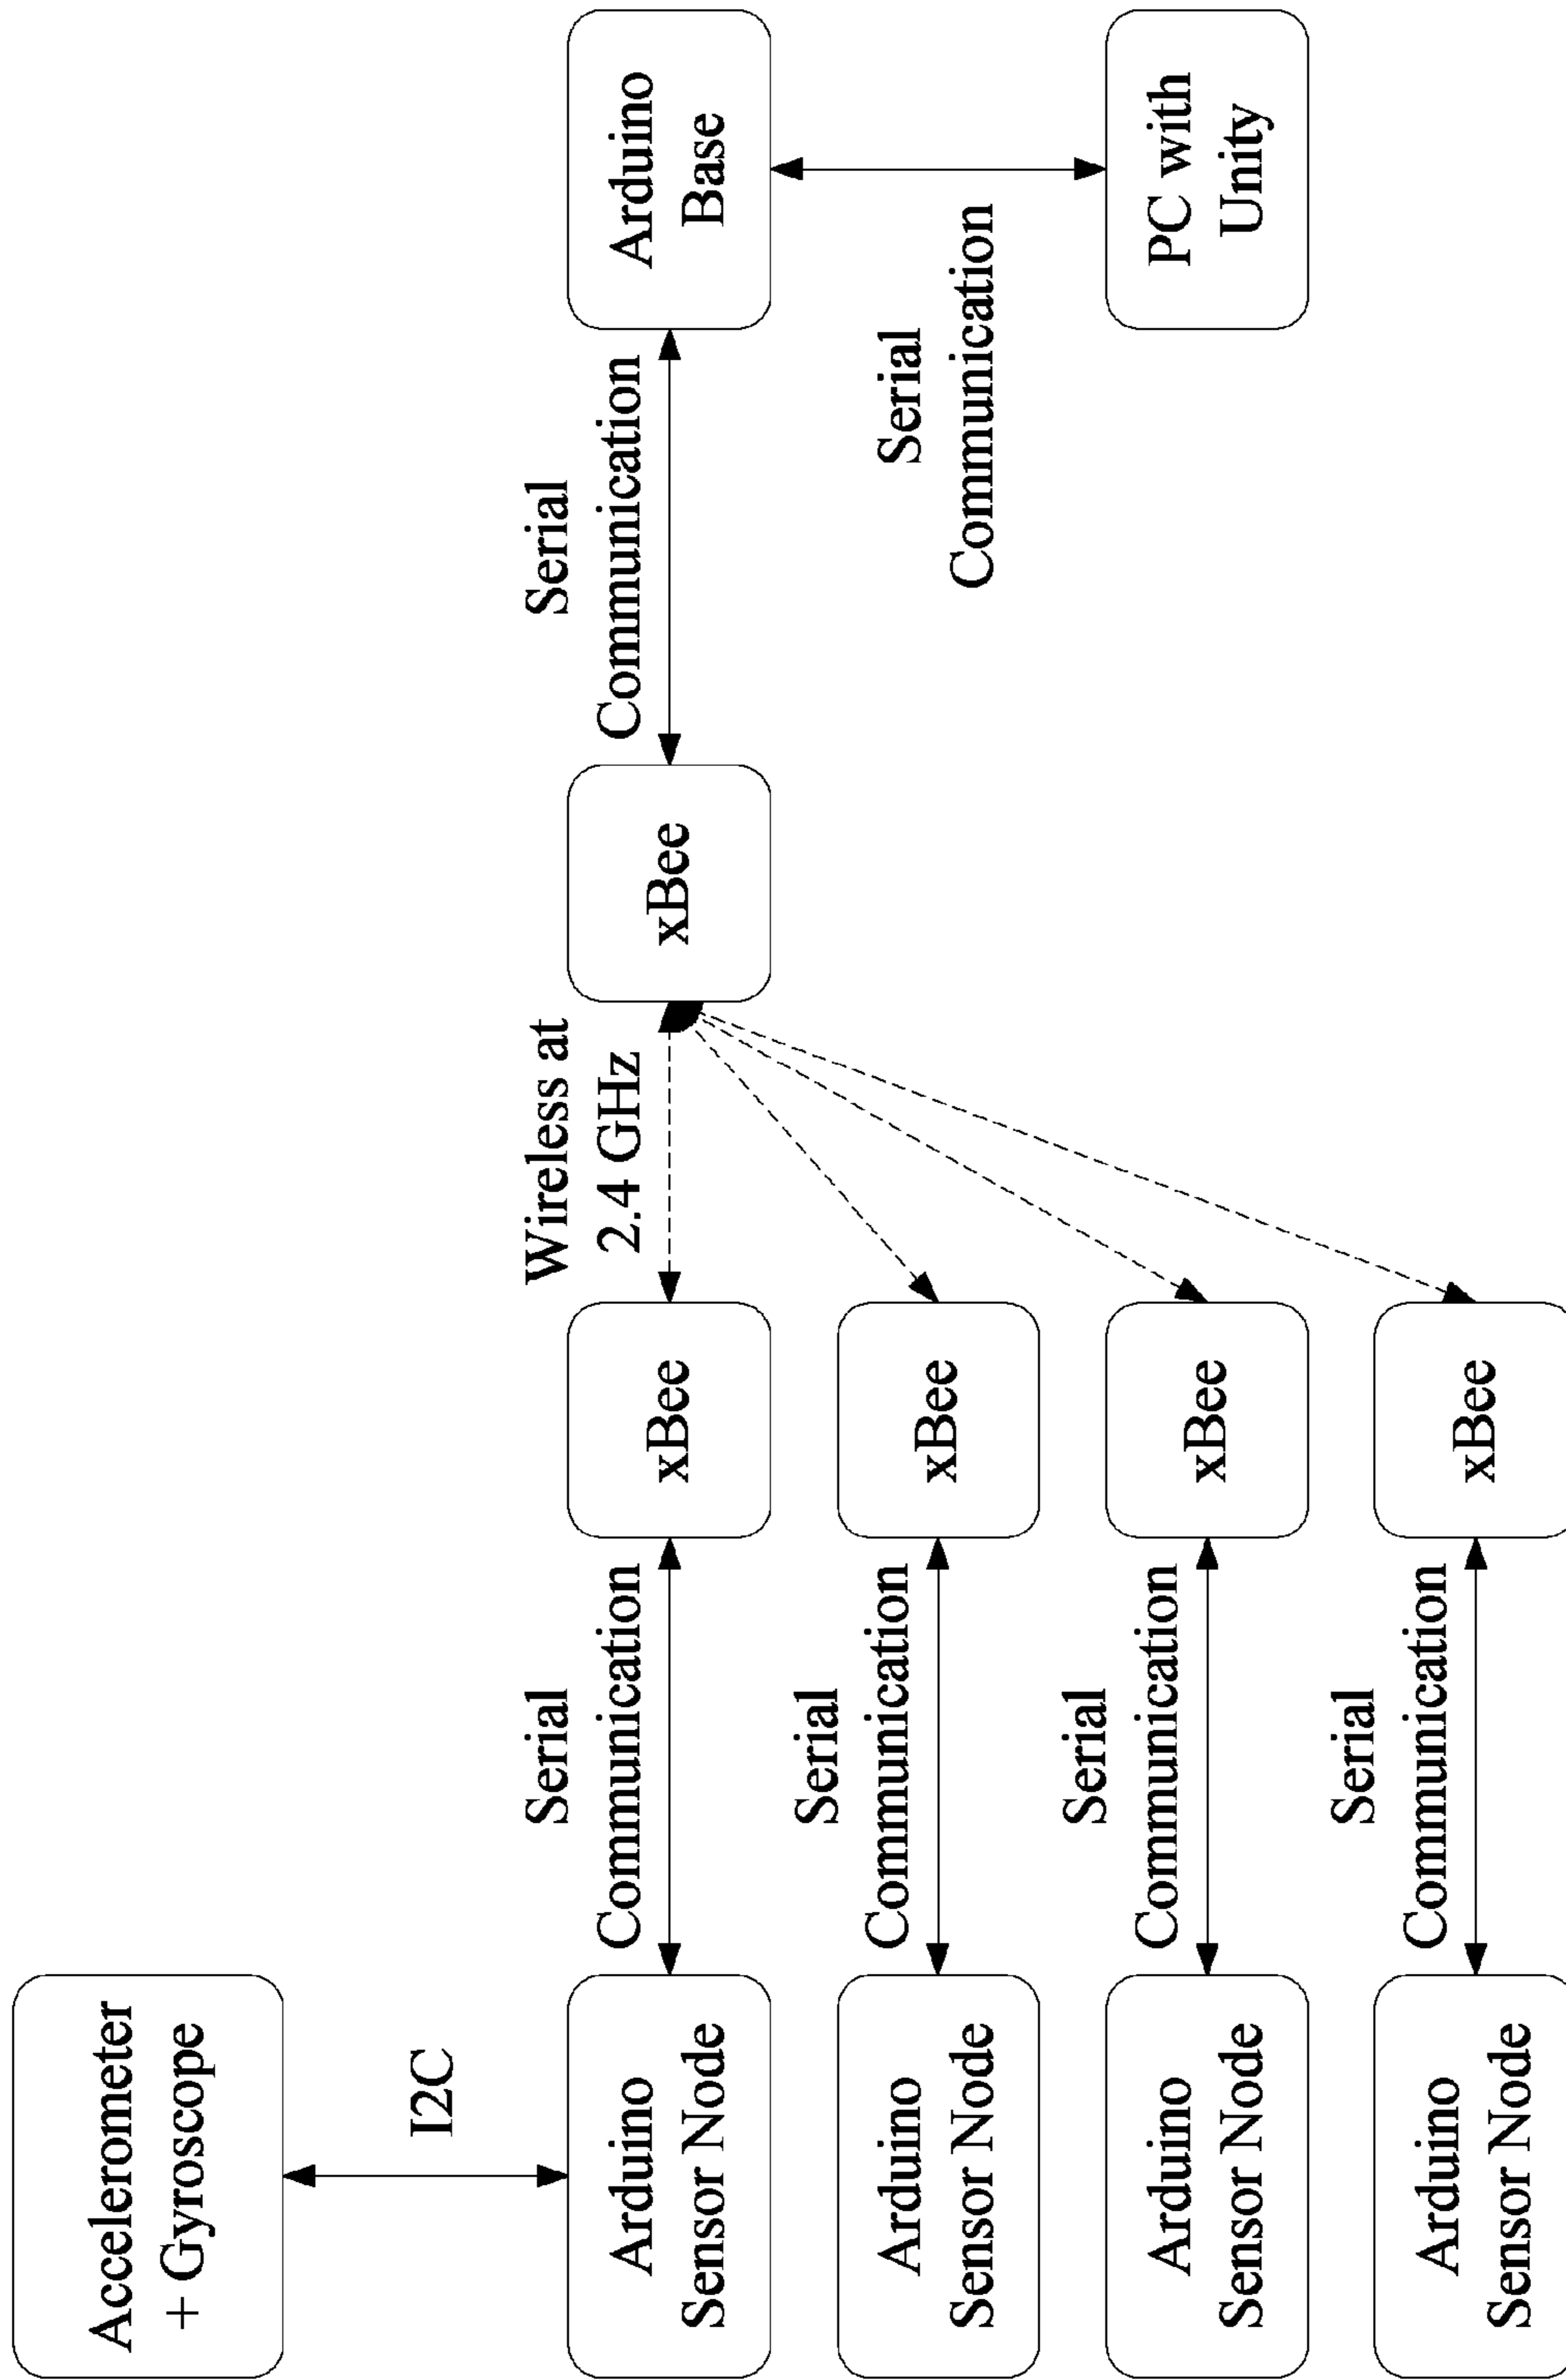 Accelerometer
+ Gyroscope
I2C
Arduino
Sensor Node
Serial
Communication
xBee
Wireless at
2.4 GHz
xBee
Serial
Communication
Arduino
Base
Arduino
Sensor Node
Serial
Communication
xBee
Serial
Communication
Arduino
Sensor Node
Serial
Communication
xBee
PC with
Unity
Arduino
Sensor Node
Serial
Communication
xBee